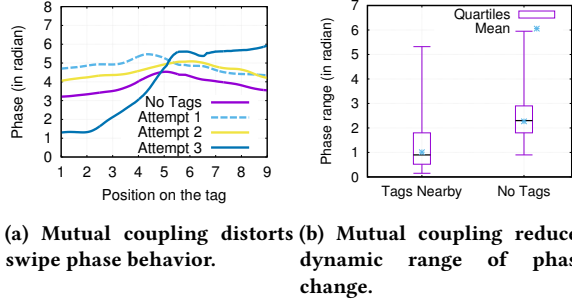 8
7
6
5
4
3
2
1
0
Phase (in radian)
No Tags
Attempt 1
Attempt 2
Attempt 3
1 2 3 4 5 6 7 8 9
Position on the tag
7
6
5
4
3
2
1
0
Phase range (in radian)
Quartiles
Mean
Tags Nearby No Tags
(a) Mutual coupling distorts
swipe phase behavior.
(b) Mutual coupling reduce
dynamic range of phas
change.